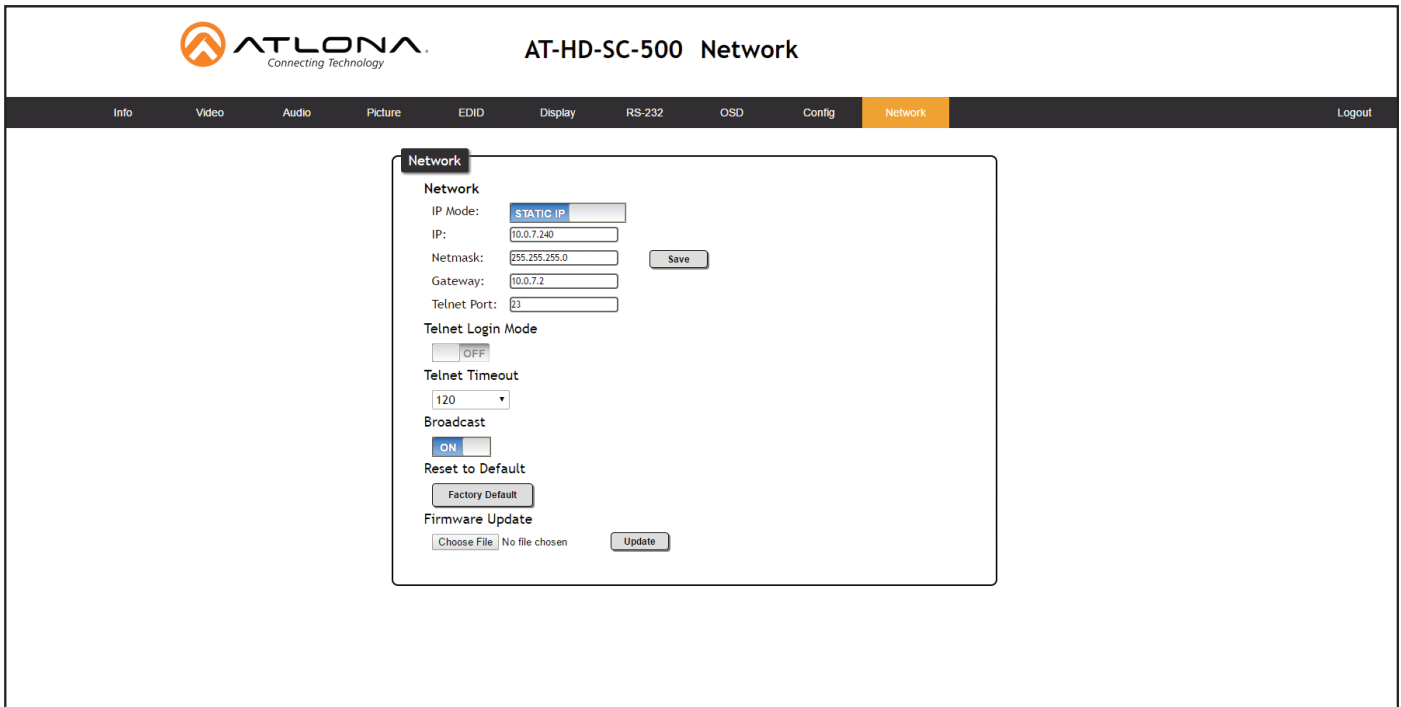 ATLONA.
Connecting Technology
AT-HD-SC-500 Network
Info Video Audio Picture EDID Display RS-232 OSD Config Network Logout
Network
Network
IP Mode: STATIC IP
IP: 10.0.7.240
Netmask: 255.255.255.0 Save
Gateway: 10.0.7.2
Telnet Port: 23
Telnet Login Mode
OFF
Telnet Timeout
120
Broadcast
ON
Reset to Default
Factory Default
Firmware Update
Choose File No file chosen Update